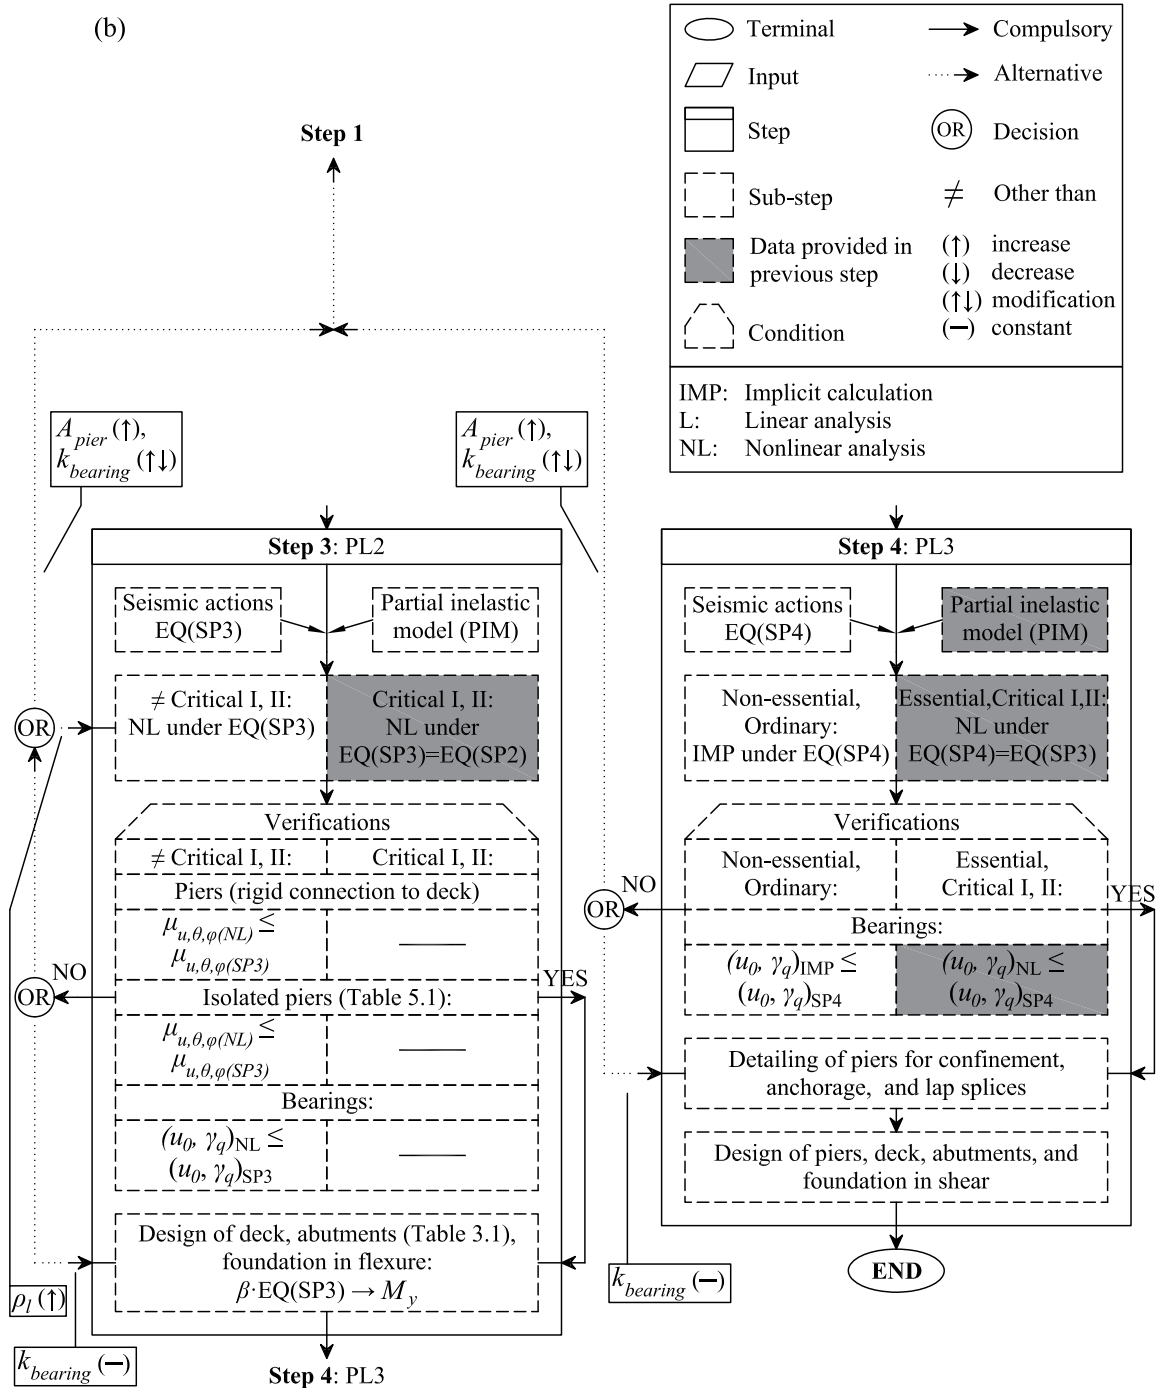 (b)
Terminal
Input
Step
Sub-step
Data provided in
previous step
Condition
Compulsory
Alternative
OR Decision
≠ Other than
(↑) increase
(↓) decrease
(↑↓) modification
(—) constant
IMP: Implicit calculation
L: Linear analysis
NL: Nonlinear analysis
Step 1
A_pier (↑),
k_bearing (↑↓)
A_pier (↑),
k_bearing (↑↓)
Step 3: PL2
Seismic actions
EQ(SP3)
Partial inelastic
model (PIM)
≠ Critical I, II:
NL under EQ(SP3)
Critical I, II:
NL under
EQ(SP3)=EQ(SP2)
OR
Verifications
≠ Critical I, II:
Critical I, II:
Piers (rigid connection to deck)
μ_u,θ,φ(NL) ≤
μ_u,θ,φ(SP3)
OR
NO
YES
Isolated piers (Table 5.1):
μ_u,θ,φ(NL) ≤
μ_u,θ,φ(SP3)
Bearings:
(u_0, γ_q)_NL ≤
(u_0, γ_q)_SP3
Design of deck, abutments (Table 3.1),
foundation in flexure:
β·EQ(SP3) → M_y
ρ_l (↑)
k_bearing (—)
Step 4: PL3
Step 4: PL3
Seismic actions
EQ(SP4)
Partial inelastic
model (PIM)
Non-essential,
Ordinary:
IMP under EQ(SP4)
Essential,Critical I,II:
NL under
EQ(SP4)=EQ(SP3)
Verifications
Non-essential,
Ordinary:
Essential,
Critical I, II:
OR
NO
YES
Bearings:
(u_0, γ_q)_IMP ≤
(u_0, γ_q)_SP4
(u_0, γ_q)_NL ≤
(u_0, γ_q)_SP4
Detailing of piers for confinement,
anchorage, and lap splices
Design of piers, deck, abutments, and
foundation in shear
k_bearing (—)
END